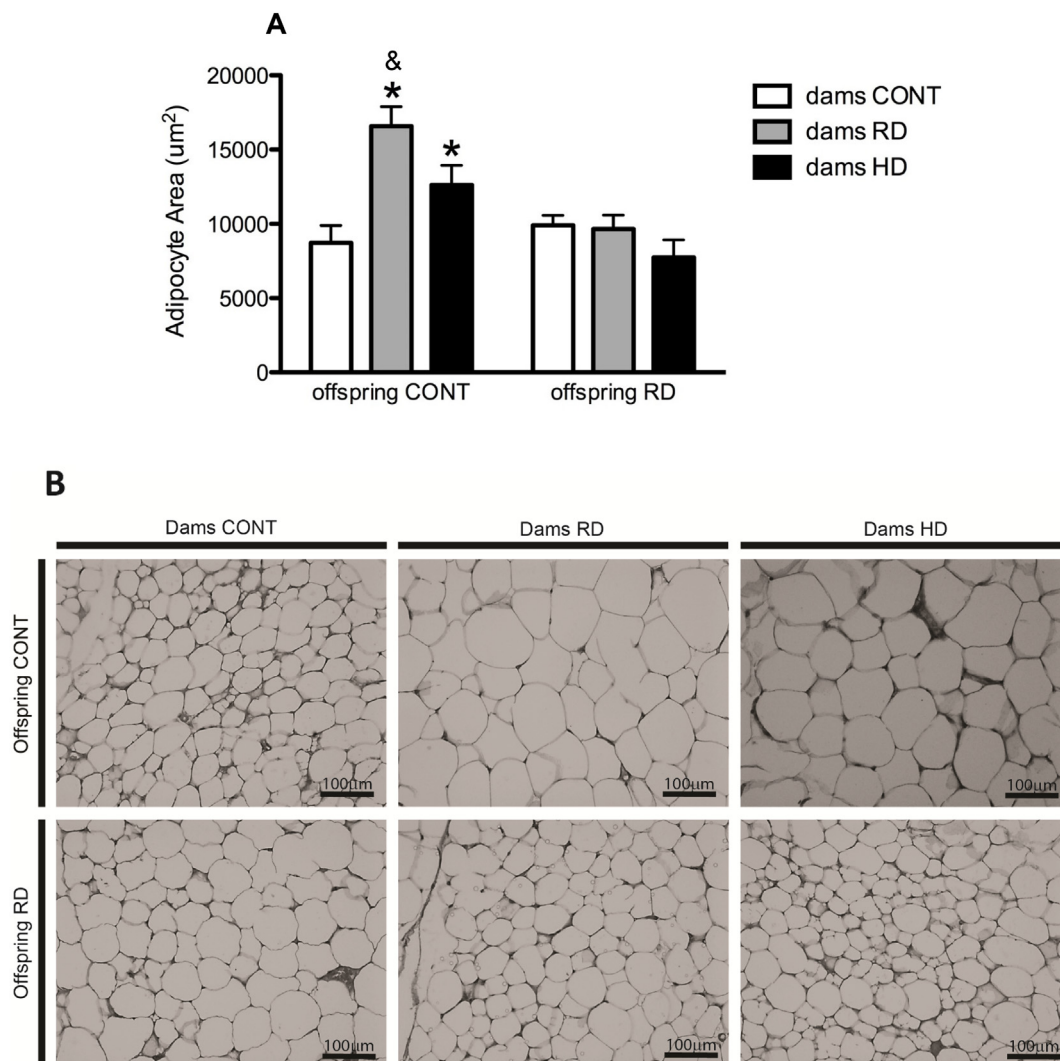 A
&
*
*
20000
15000
10000
5000
0
Adipocyte Area (um²)
offspring CONT
offspring RD
dams CONT
dams RD
dams HD
B
Dams CONT
Dams RD
Dams HD
Offspring CONT
100µm
100µm
100µm
Offspring RD
100µm
100µm
100µm